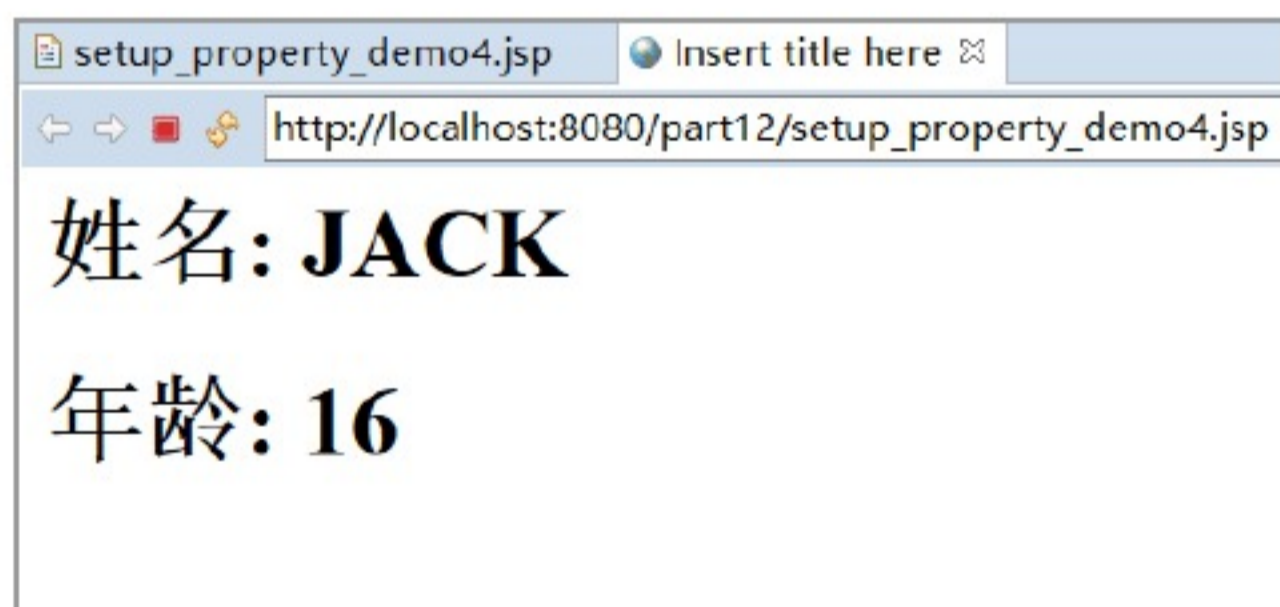 setup_property_demo4.jsp Insert title here
http://localhost:8080/part12/setup_property_demo4.jsp
姓名: JACK
年龄: 16